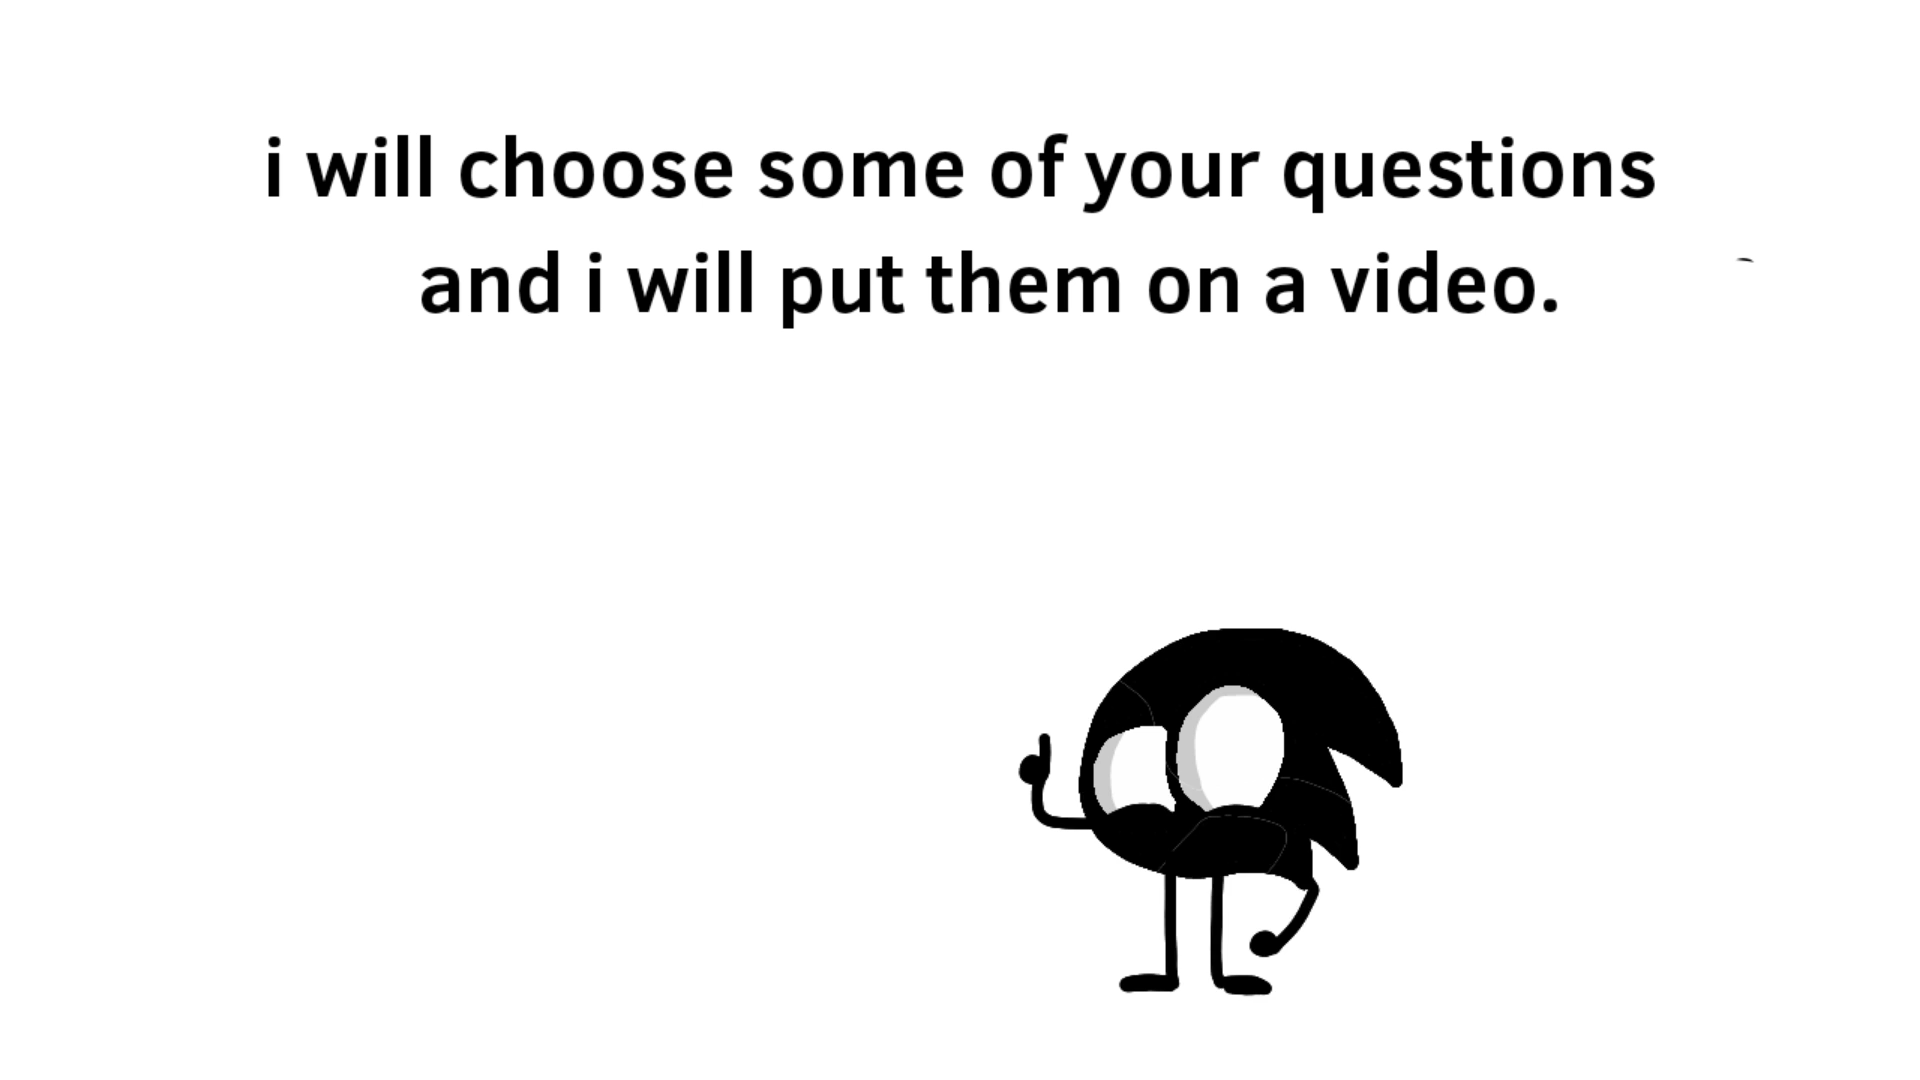 i will choose some of your questions
and i will put them on a video.